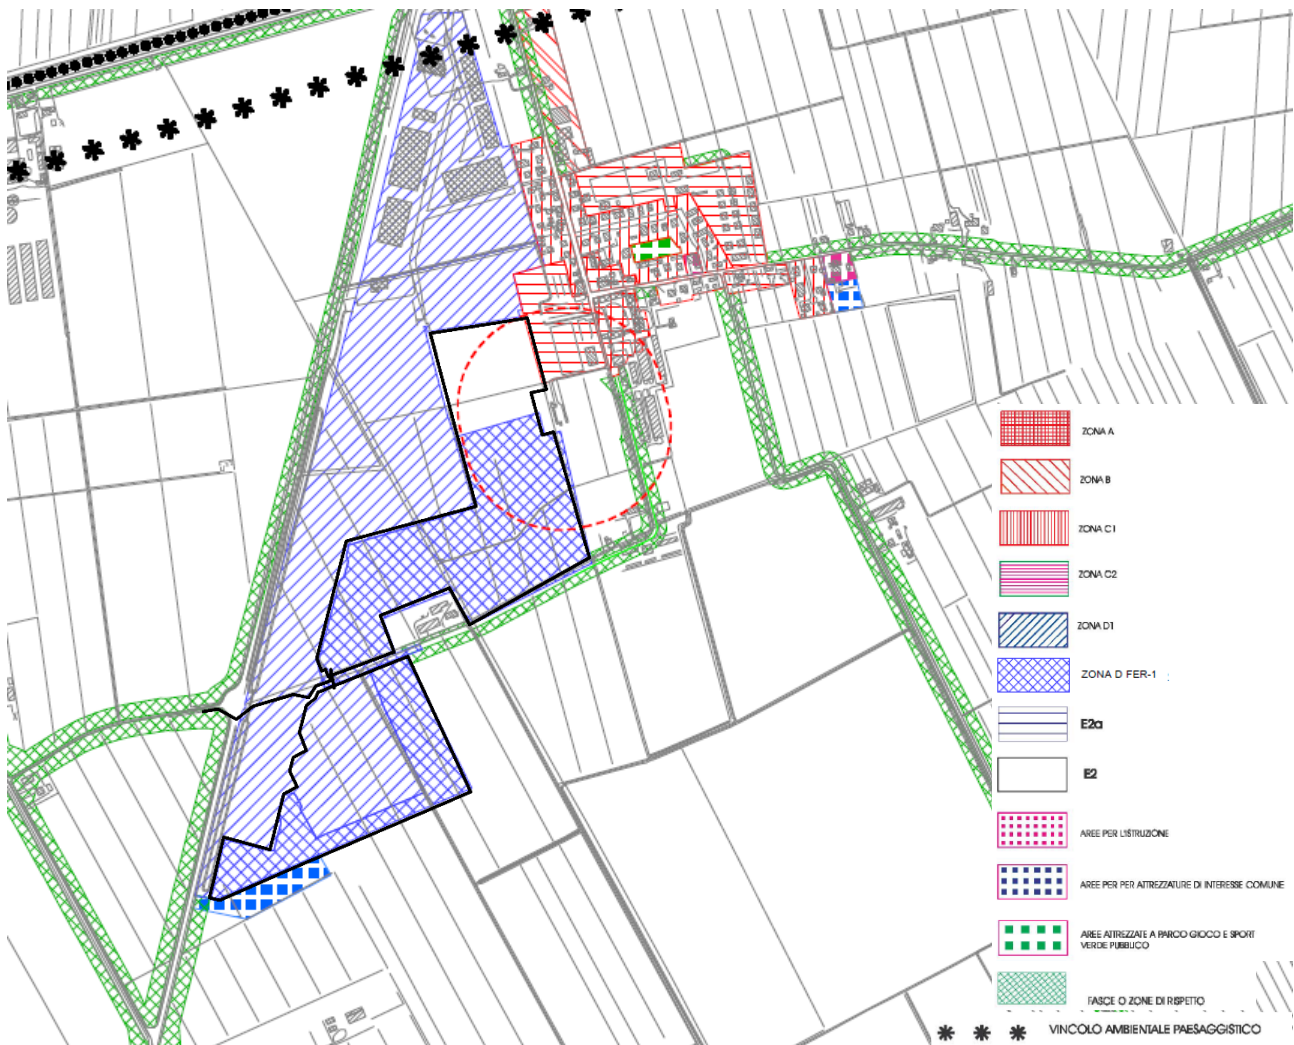 ZONA A
ZONA B
ZONA C1
ZONA C2
ZONA D1
ZONA D FER-1
E2a
E2
AREE PER L'ISTRUZIONE
AREE PER PER ATTREZZATURE DI INTERESSE COMUNE
AREE ATTREZZATE A PARCO GIOCO E SPORT
VERDE PUBBLICO
FASCE O ZONE DI RISPETTO
VINCOLO AMBIENTALE PAESAGGISTICO